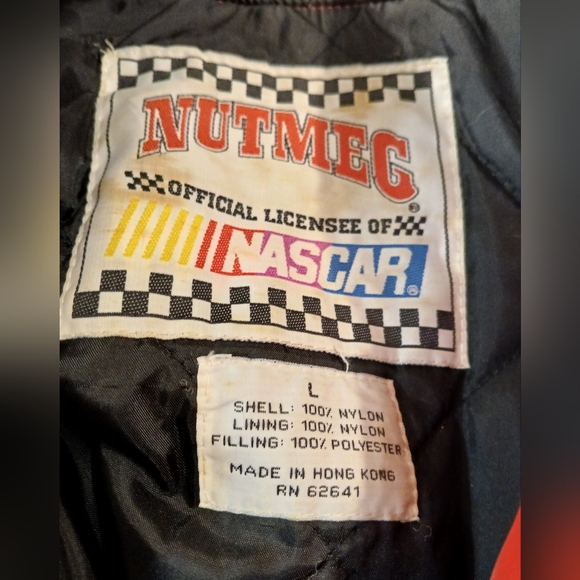 NUTMEG®
OFFICIAL LICENSEE OF
NASCAR®
L
SHELL: 100% NYLON
LINING: 100% NYLON
FILLING: 100% POLYESTER
MADE IN HONG KONG
RN 62641